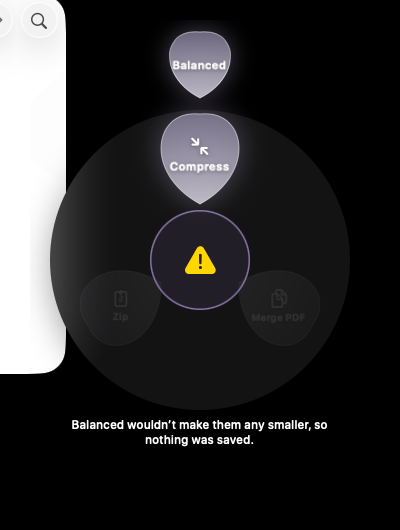 Balanced
Compress
Zip
Merge PDF
Balanced wouldn’t make them any smaller, so
nothing was saved.